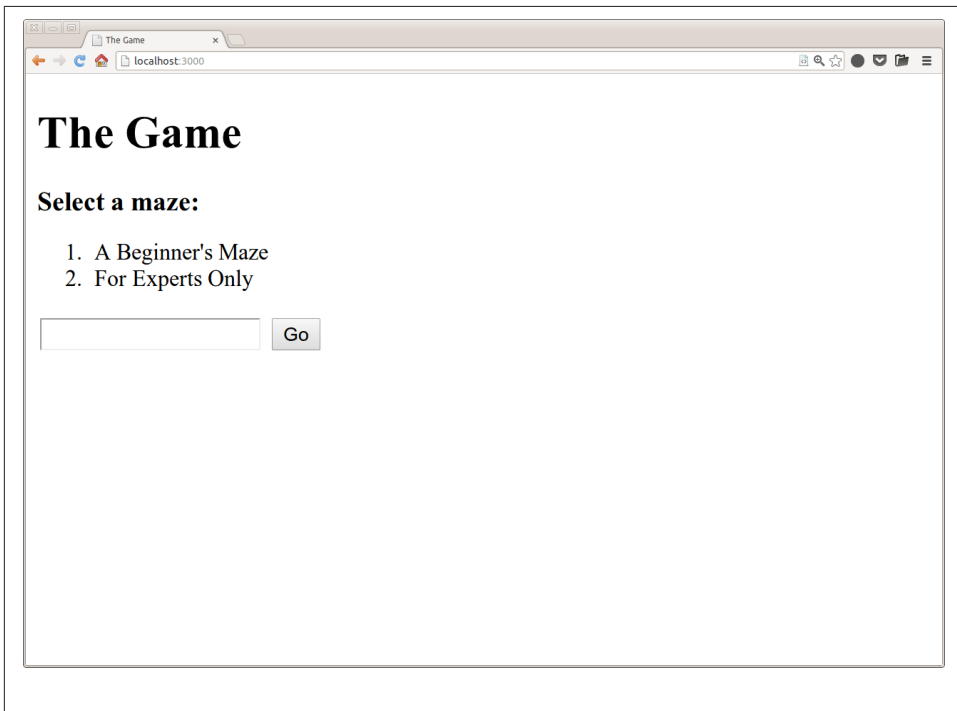 The Game
localhost:3000
The Game
Select a maze:
1. A Beginner's Maze
2. For Experts Only
Go